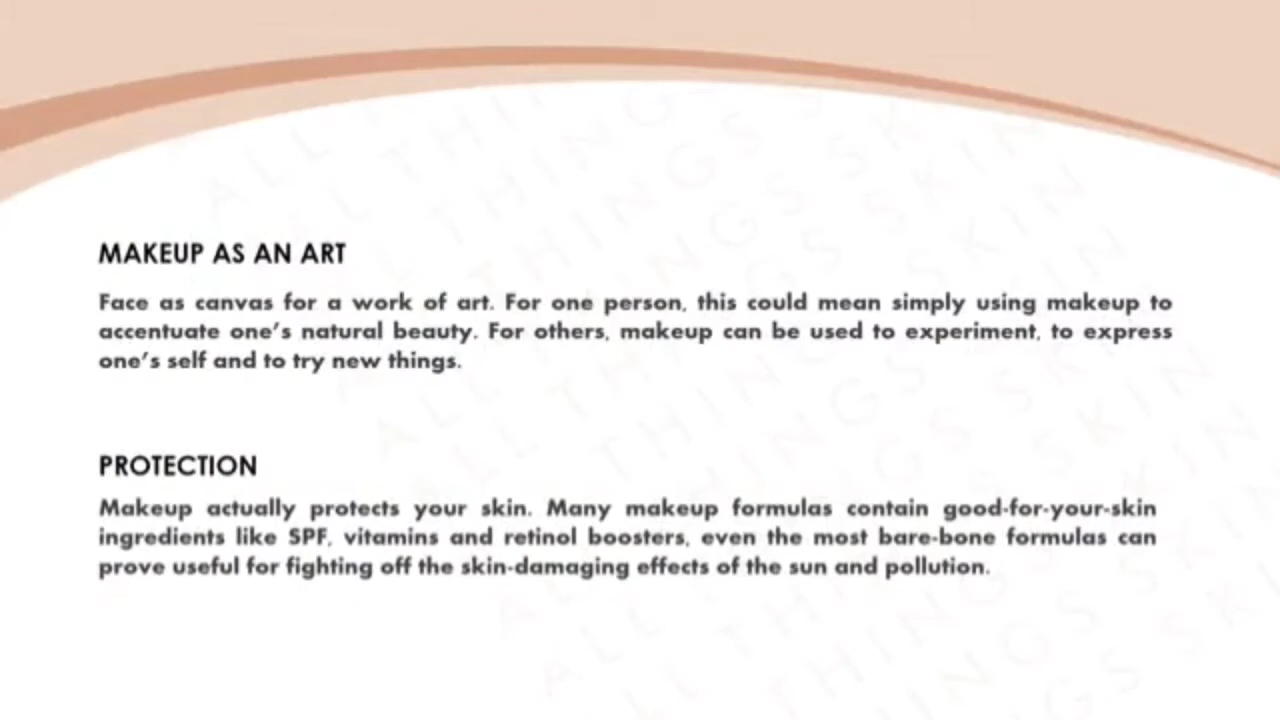 MAKEUP AS AN ART
Face as canvas for a work of art. For one person, this could mean simply using makeup to
accentuate one's natural beauty. For others, makeup can be used to experiment, to express
one's self and to try new things.
PROTECTION
Makeup actually protects your skin. Many makeup formulas contain good-for-your-skin
ingredients like SPF, vitamins and retinol boosters, even the most bare-bone formulas can
prove useful for fighting off the skin-damaging effects of the sun and pollution.
ALL THINGS SKIN